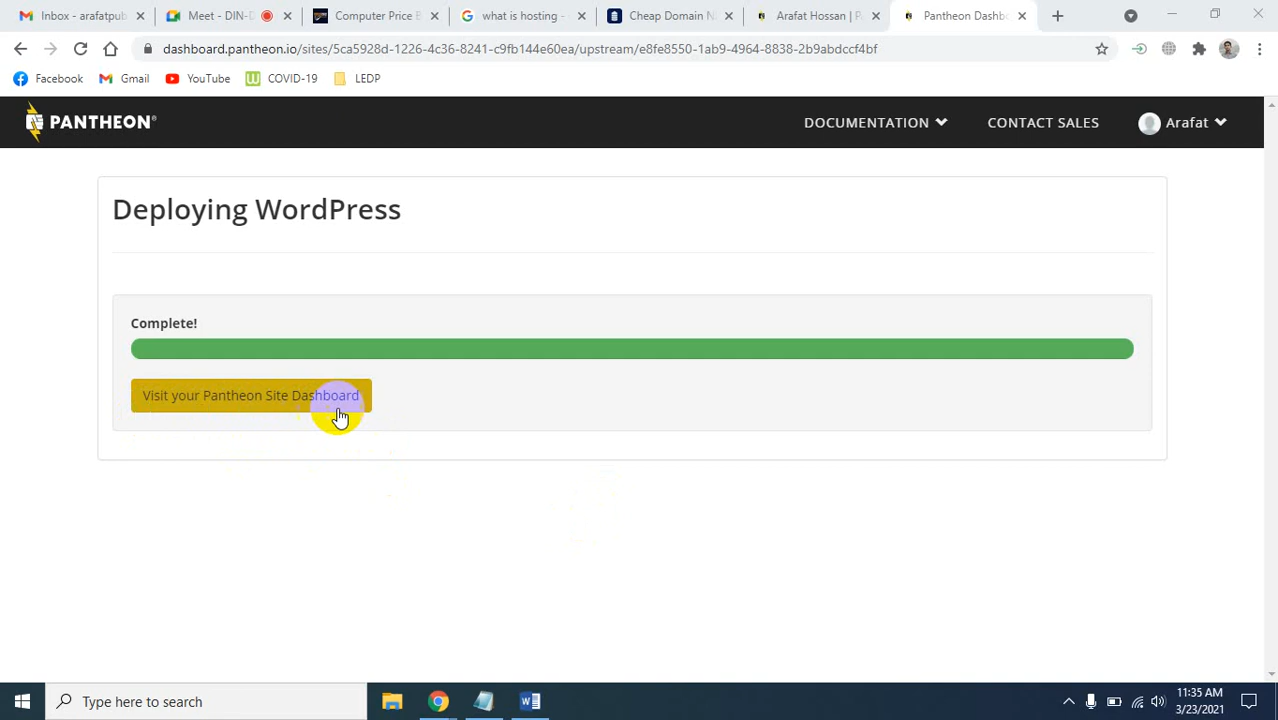 Inbox - arafatpub
Meet - DIN-D
Computer Price B
what is hosting -
Cheap Domain N
Arafat Hossan | P
Pantheon Dashb
dashboard.pantheon.io/sites/5ca5928d-1226-4c36-8241-c9fb144e60ea/upstream/e8fe8550-1ab9-4964-8838-2b9abdccf4bf
Facebook
Gmail
YouTube
COVID-19
LEDP
PANTHEON
DOCUMENTATION
CONTACT SALES
Arafat
Deploying WordPress
Complete!
Visit your Pantheon Site Dashboard
Type here to search
11:35 AM
3/23/2021